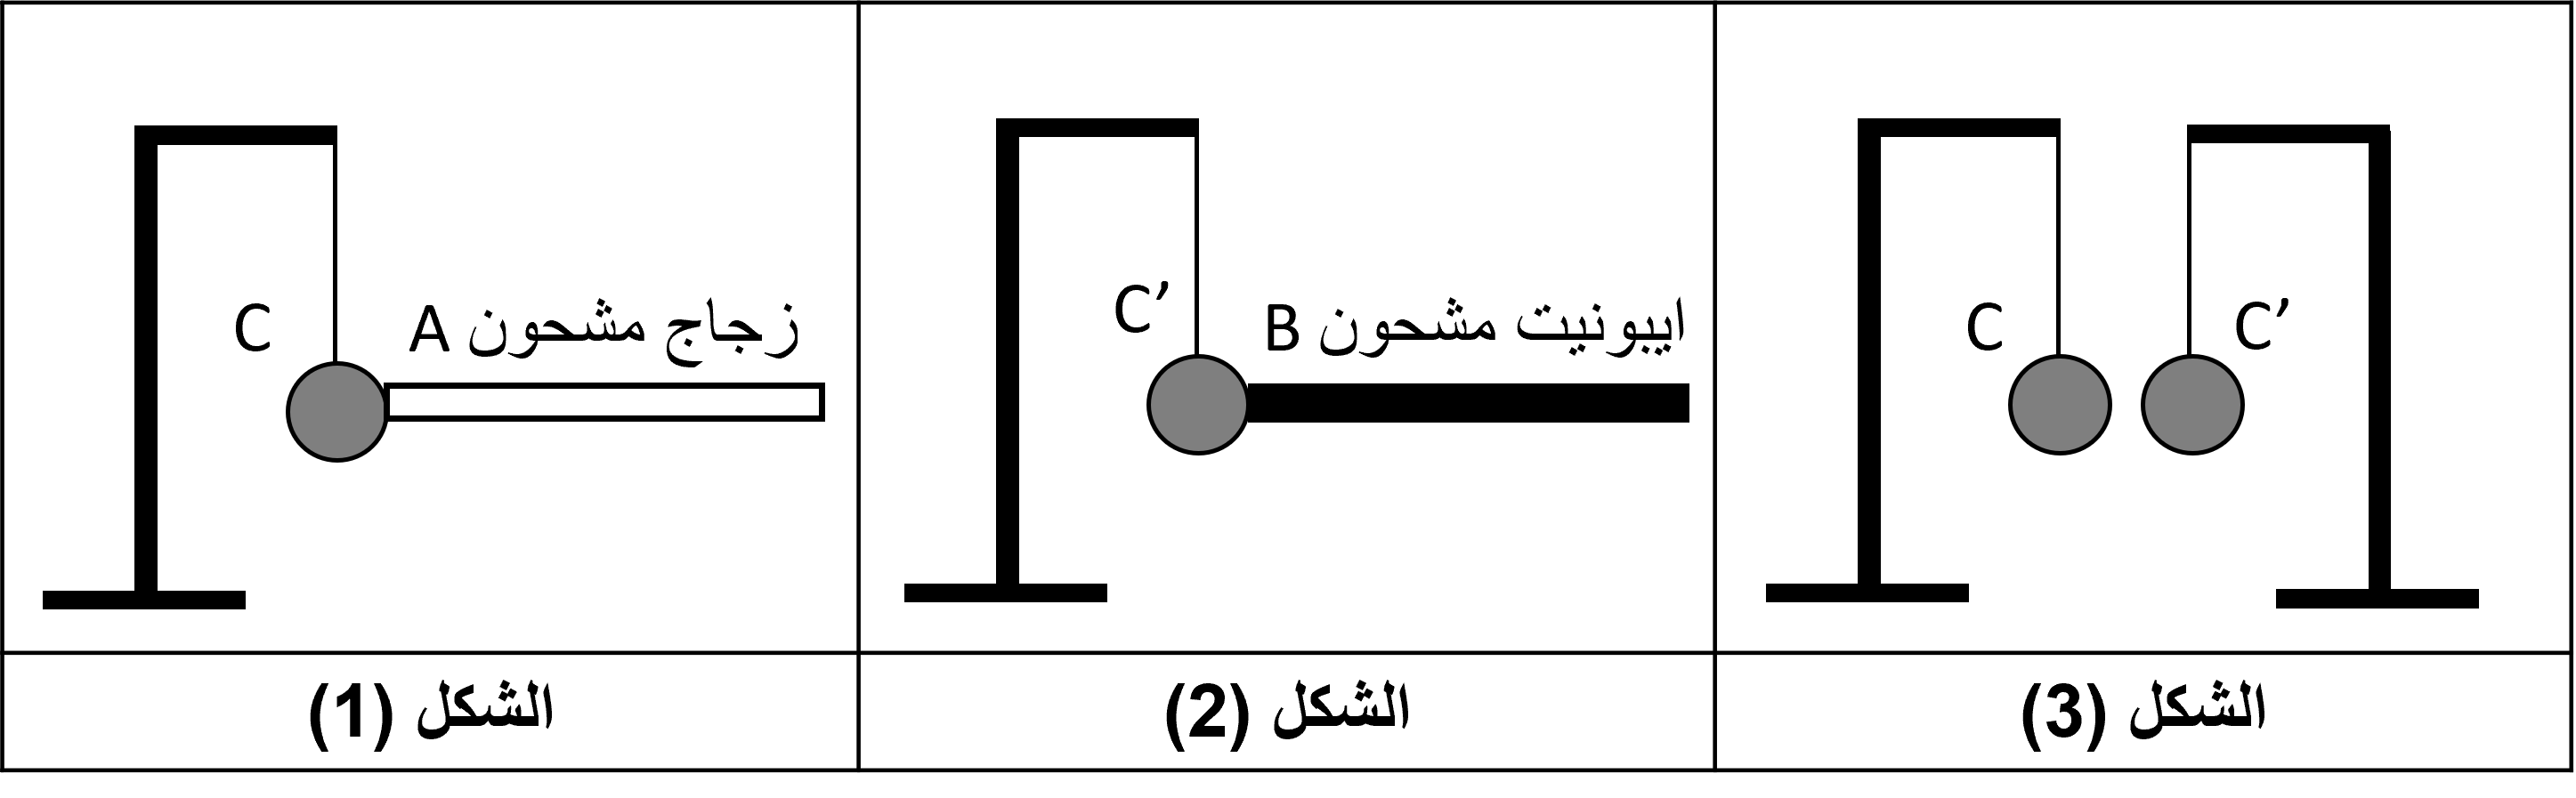 C
زجاج مشحون A
C’
ايبونيت مشحون B
C
C’
الشكل (1)
الشكل (2)
الشكل (3)